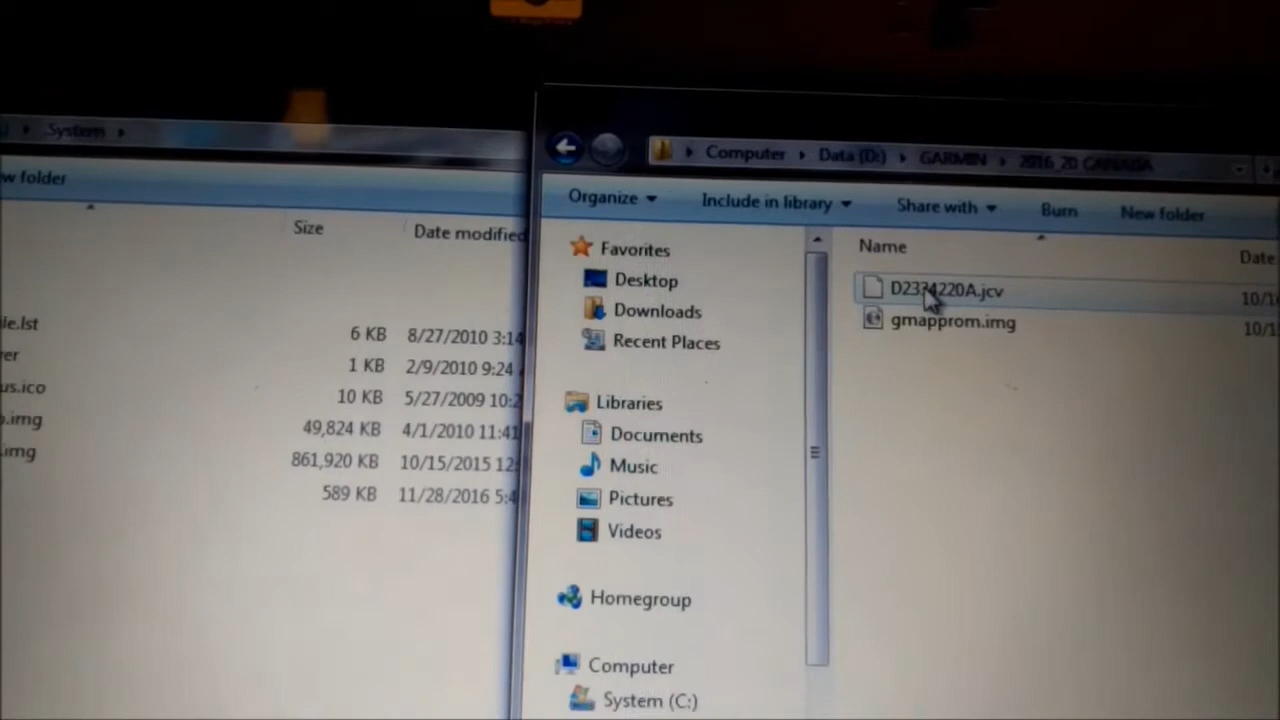 System
w folder
Size
Date modified
le.lst
6 KB
8/27/2010 3:14
er
1 KB
2/9/2010 9:24
us.ico
10 KB
5/27/2009 10:2
.img
49,824 KB
4/1/2010 11:41
.img
861,920 KB
10/15/2015 12:
589 KB
11/28/2016 5:4
Computer
Data (D:)
GARMIN
2016_20 CANADA
Organize
Include in library
Share with
Burn
New folder
Favorites
Desktop
Downloads
Recent Places
Libraries
Documents
Music
Pictures
Videos
Homegroup
Computer
System (C:)
Name
Date
D2334220A.jcv
10/1
gmapprom.img
10/1